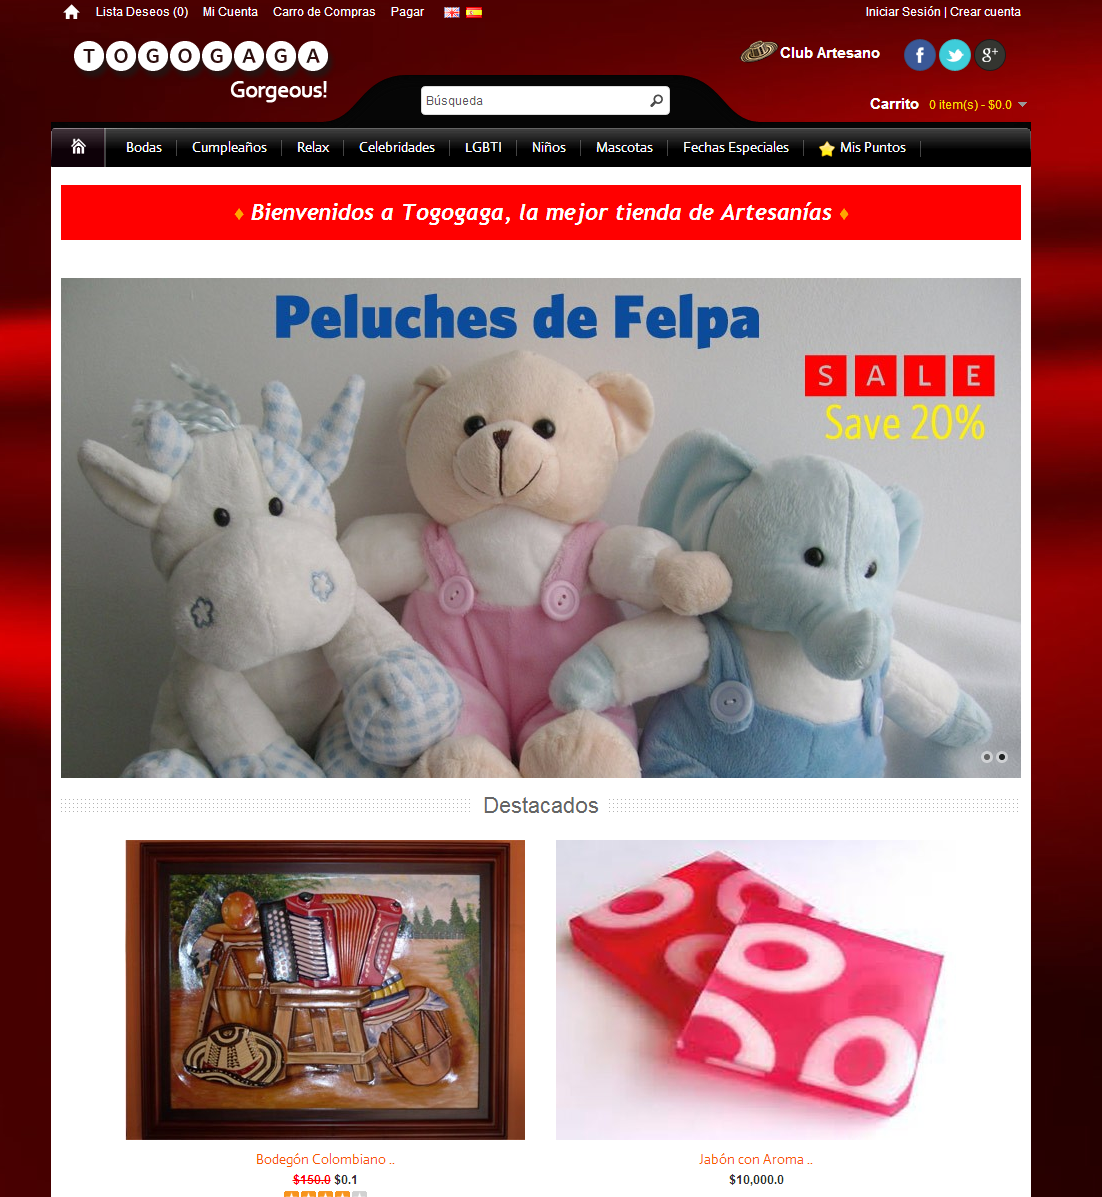 Lista Deseos (0) Mi Cuenta Carro de Compras Pagar Iniciar Sesión | Crear cuenta
TOGOGAGA
Gorgeous!
Club Artesano
f g+
Búsqueda
Carrito 0 item(s) - $0.0
Bodas Cumpleaños Relax Celebridades LGBTI Niños Mascotas Fechas Especiales Mis Puntos
♦ Bienvenidos a Togogaga, la mejor tienda de Artesanías ♦
Peluches de Felpa
SALE
Save 20%
Destacados
Bodegón Colombiano .. Jabón con Aroma ..
$150.0 $0.1 $10,000.0